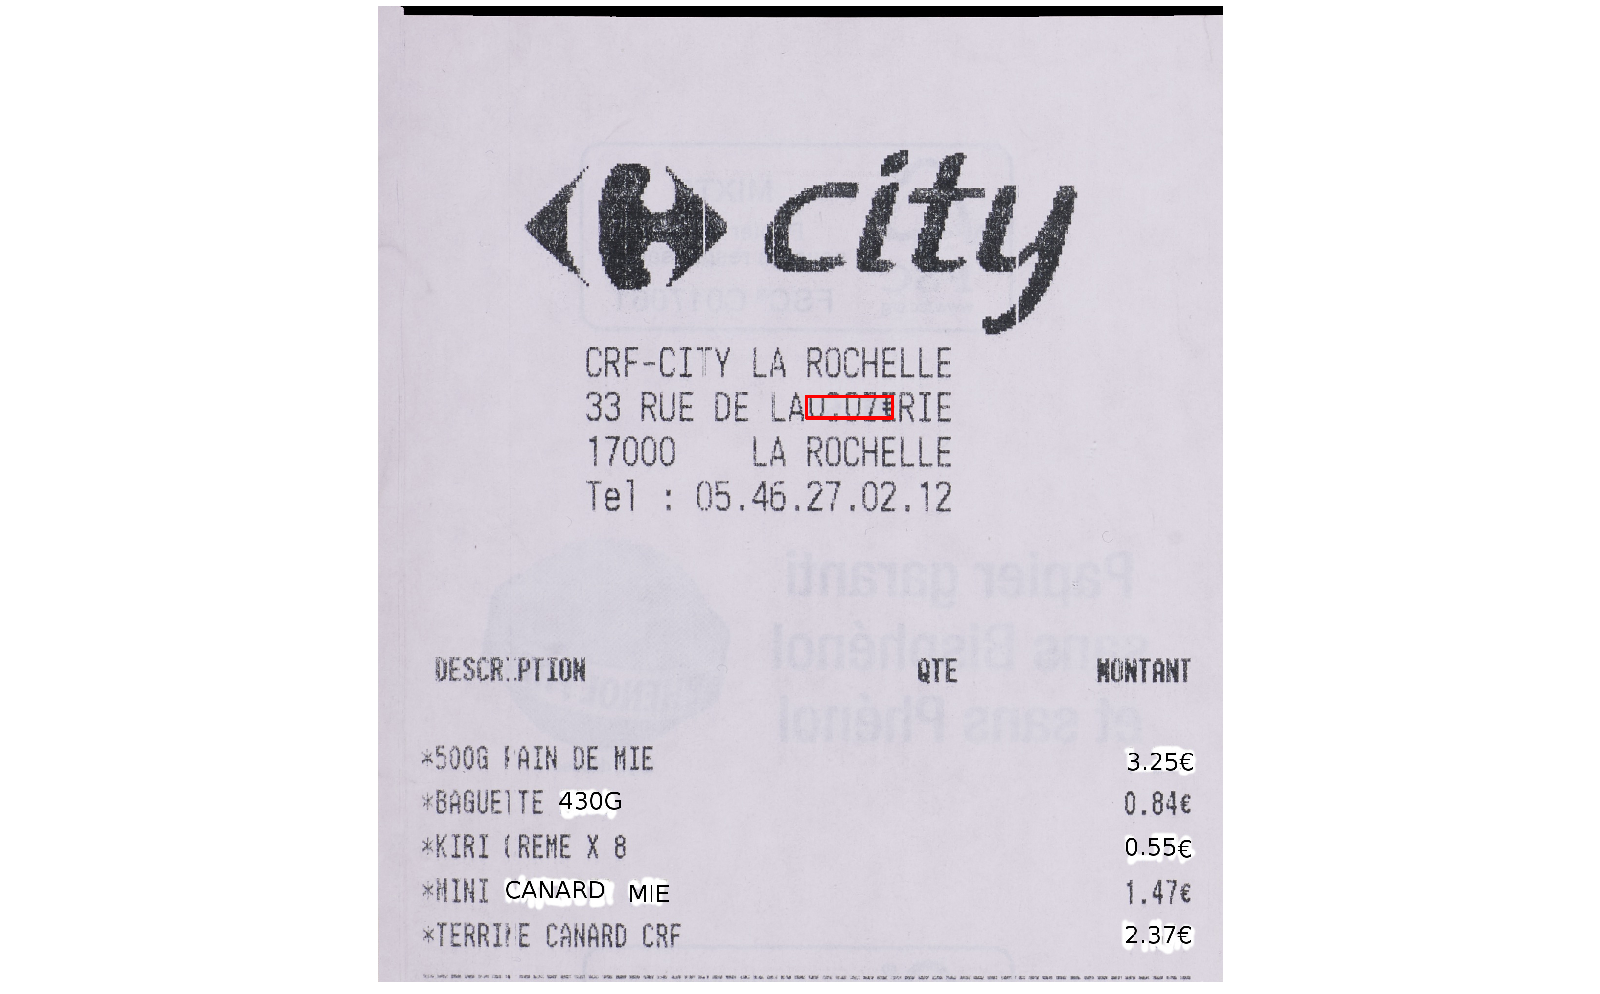 city
CRF-CITY LA ROCHELLE
33 RUE DE LA 0.07€RIE
17000 LA ROCHELLE
Tel : 05.46.27.02.12
Papier garanti
sans Bisphénol
et sans Phénol
DESCRIPTION QTE MONTANT
*500G PAIN DE MIE 3.25€
*BAGUETTE 430G 0.84€
*KIRI CREME X 8 0.55€
*MINI CANARD MIE 1.47€
*TERRINE CANARD CRF 2.37€